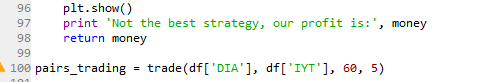 96 plt.show()
97 print 'Not the best strategy, our profit is:', money
98 return money
99
100 pairs_trading = trade(df['DIA'], df['IYT'], 60, 5)